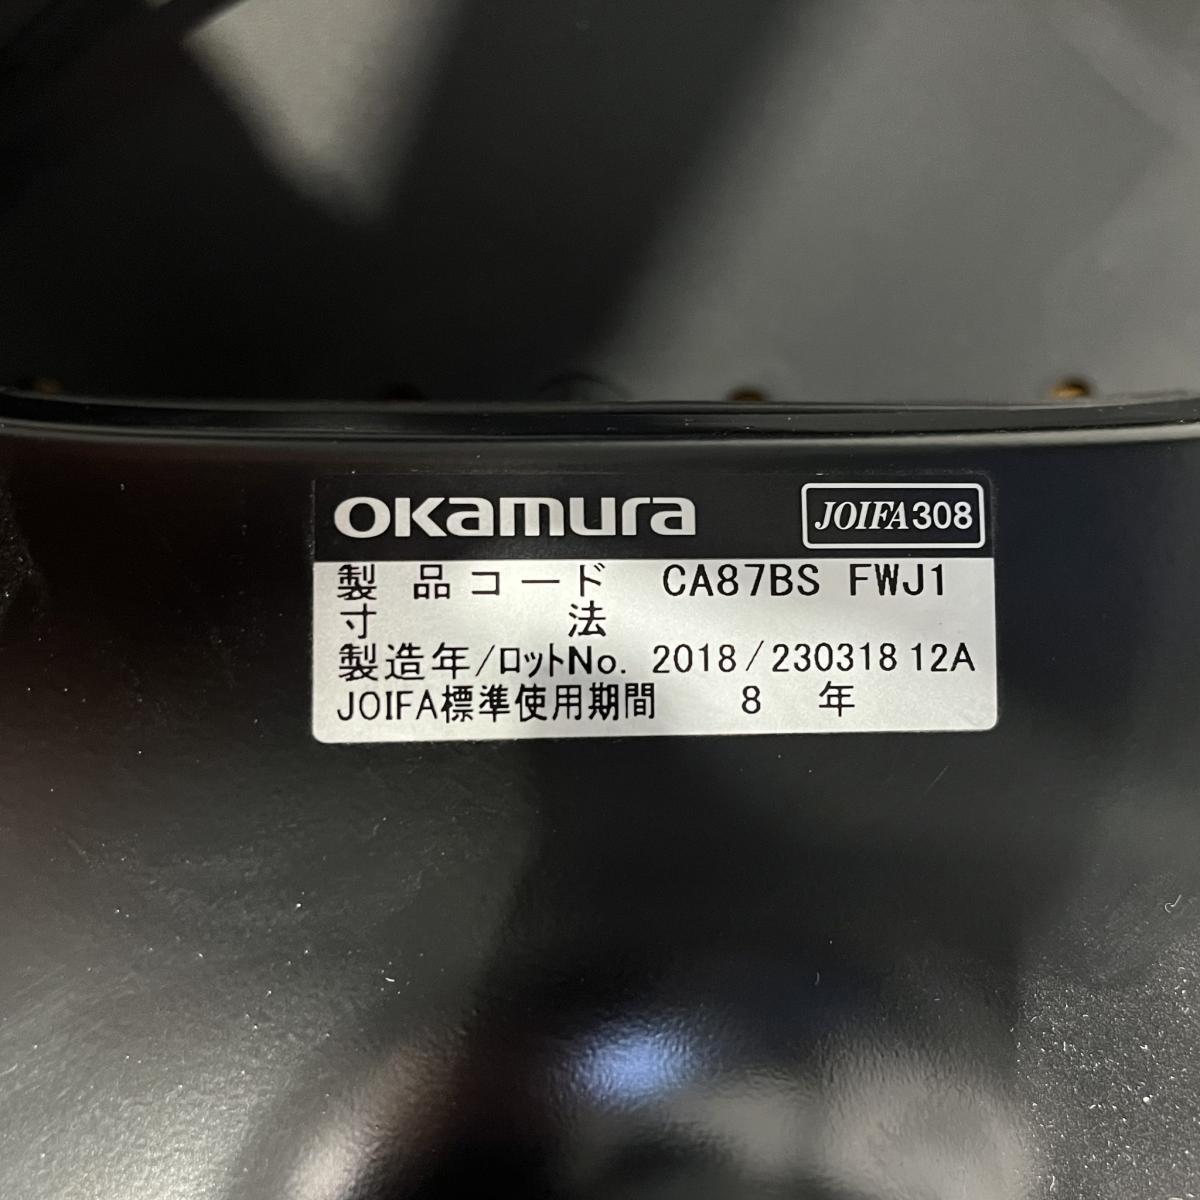 okamura
JOIFA308
製品コード CA87BS FWJ1
寸法
製造年/ロットNo. 2018/230318 12A
JOIFA標準使用期間 8年